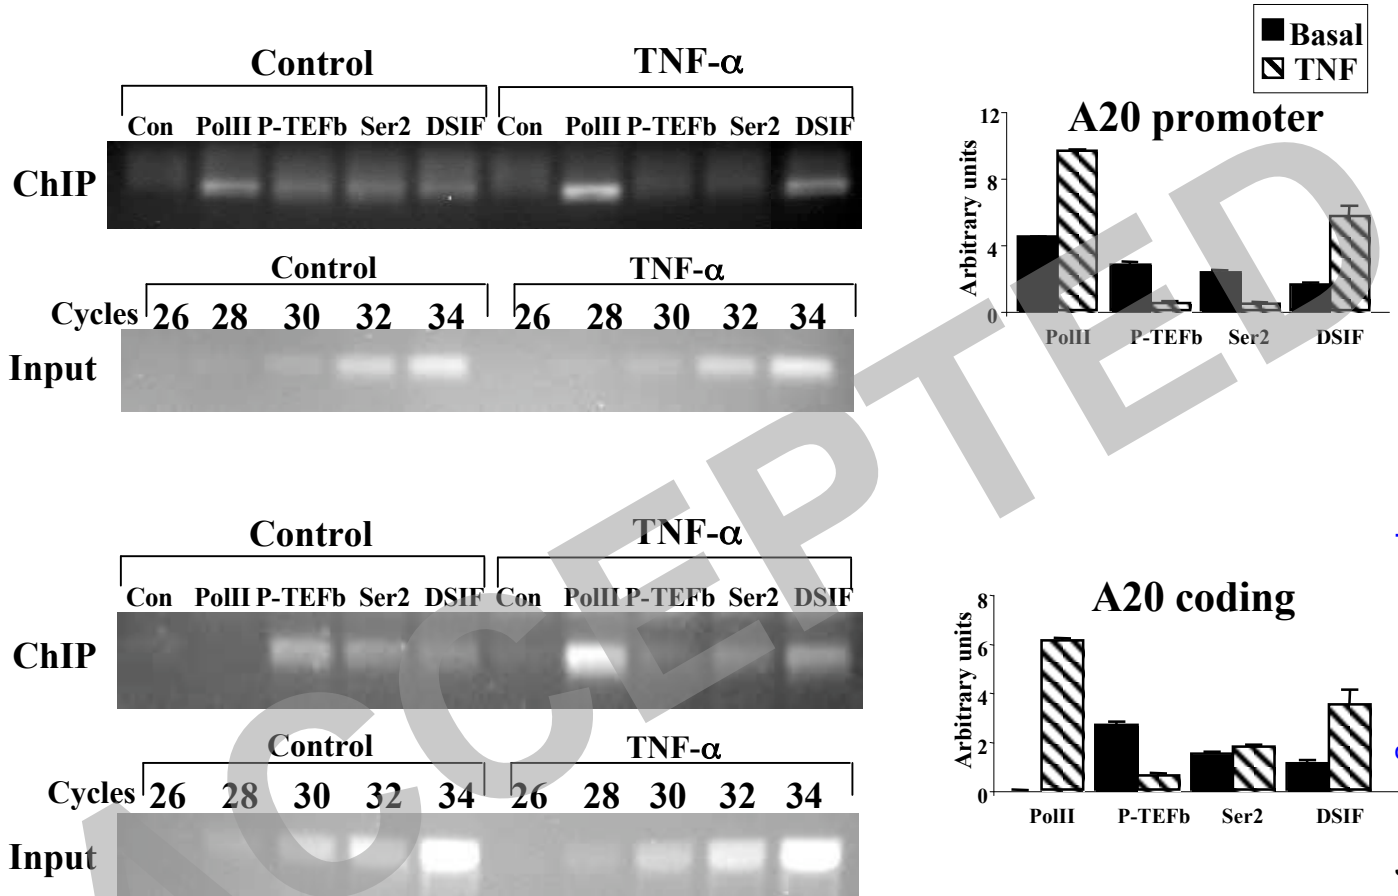 Basal
TNF
Control TNF-α
Con PolII P-TEFb Ser2 DSIF Con PolII P-TEFb Ser2 DSIF
ChIP
Control TNF-α
Cycles 26 28 30 32 34 26 28 30 32 34
Input
A20 promoter
Arbitrary units
12
8
4
0
PolII P-TEFb Ser2 DSIF
ACCEPTED
Control TNF-α
Con PolII P-TEFb Ser2 DSIF Con PolII P-TEFb Ser2 DSIF
ChIP
Control TNF-α
Cycles 26 28 30 32 34 26 28 30 32 34
Input
A20 coding
Arbitrary units
8
6
4
2
0
PolII P-TEFb Ser2 DSIF